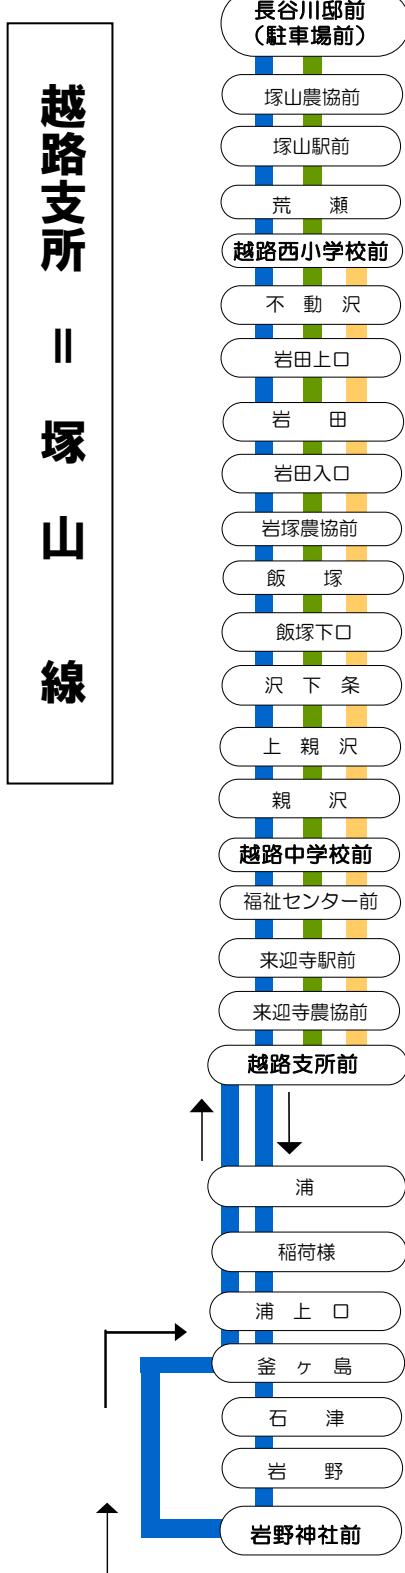 越路支所 = 塚山線
長谷川邸前
（駐車場前）
塚山農協前
塚山駅前
荒瀬
越路西小学校前
不動沢
岩田上口
岩田
岩田入口
岩塚農協前
飯塚
飯塚下口
沢下条
上親沢
親沢
越路中学校前
福祉センター前
来迎寺駅前
来迎寺農協前
越路支所前
浦
稲荷様
浦上口
釜ヶ島
石津
岩野
岩野神社前